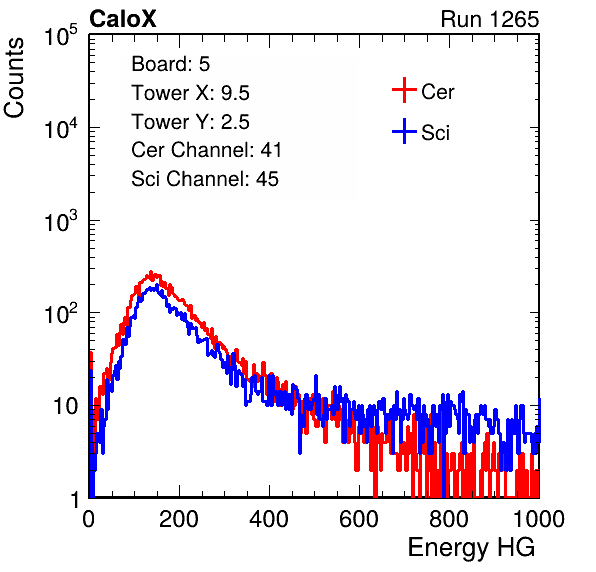 CaloX Run 1265
Counts
10^5
10^4
10^3
10^2
10
1
Board: 5
Tower X: 9.5
Tower Y: 2.5
Cer Channel: 41
Sci Channel: 45
Cer
Sci
0 200 400 600 800 1000
Energy HG